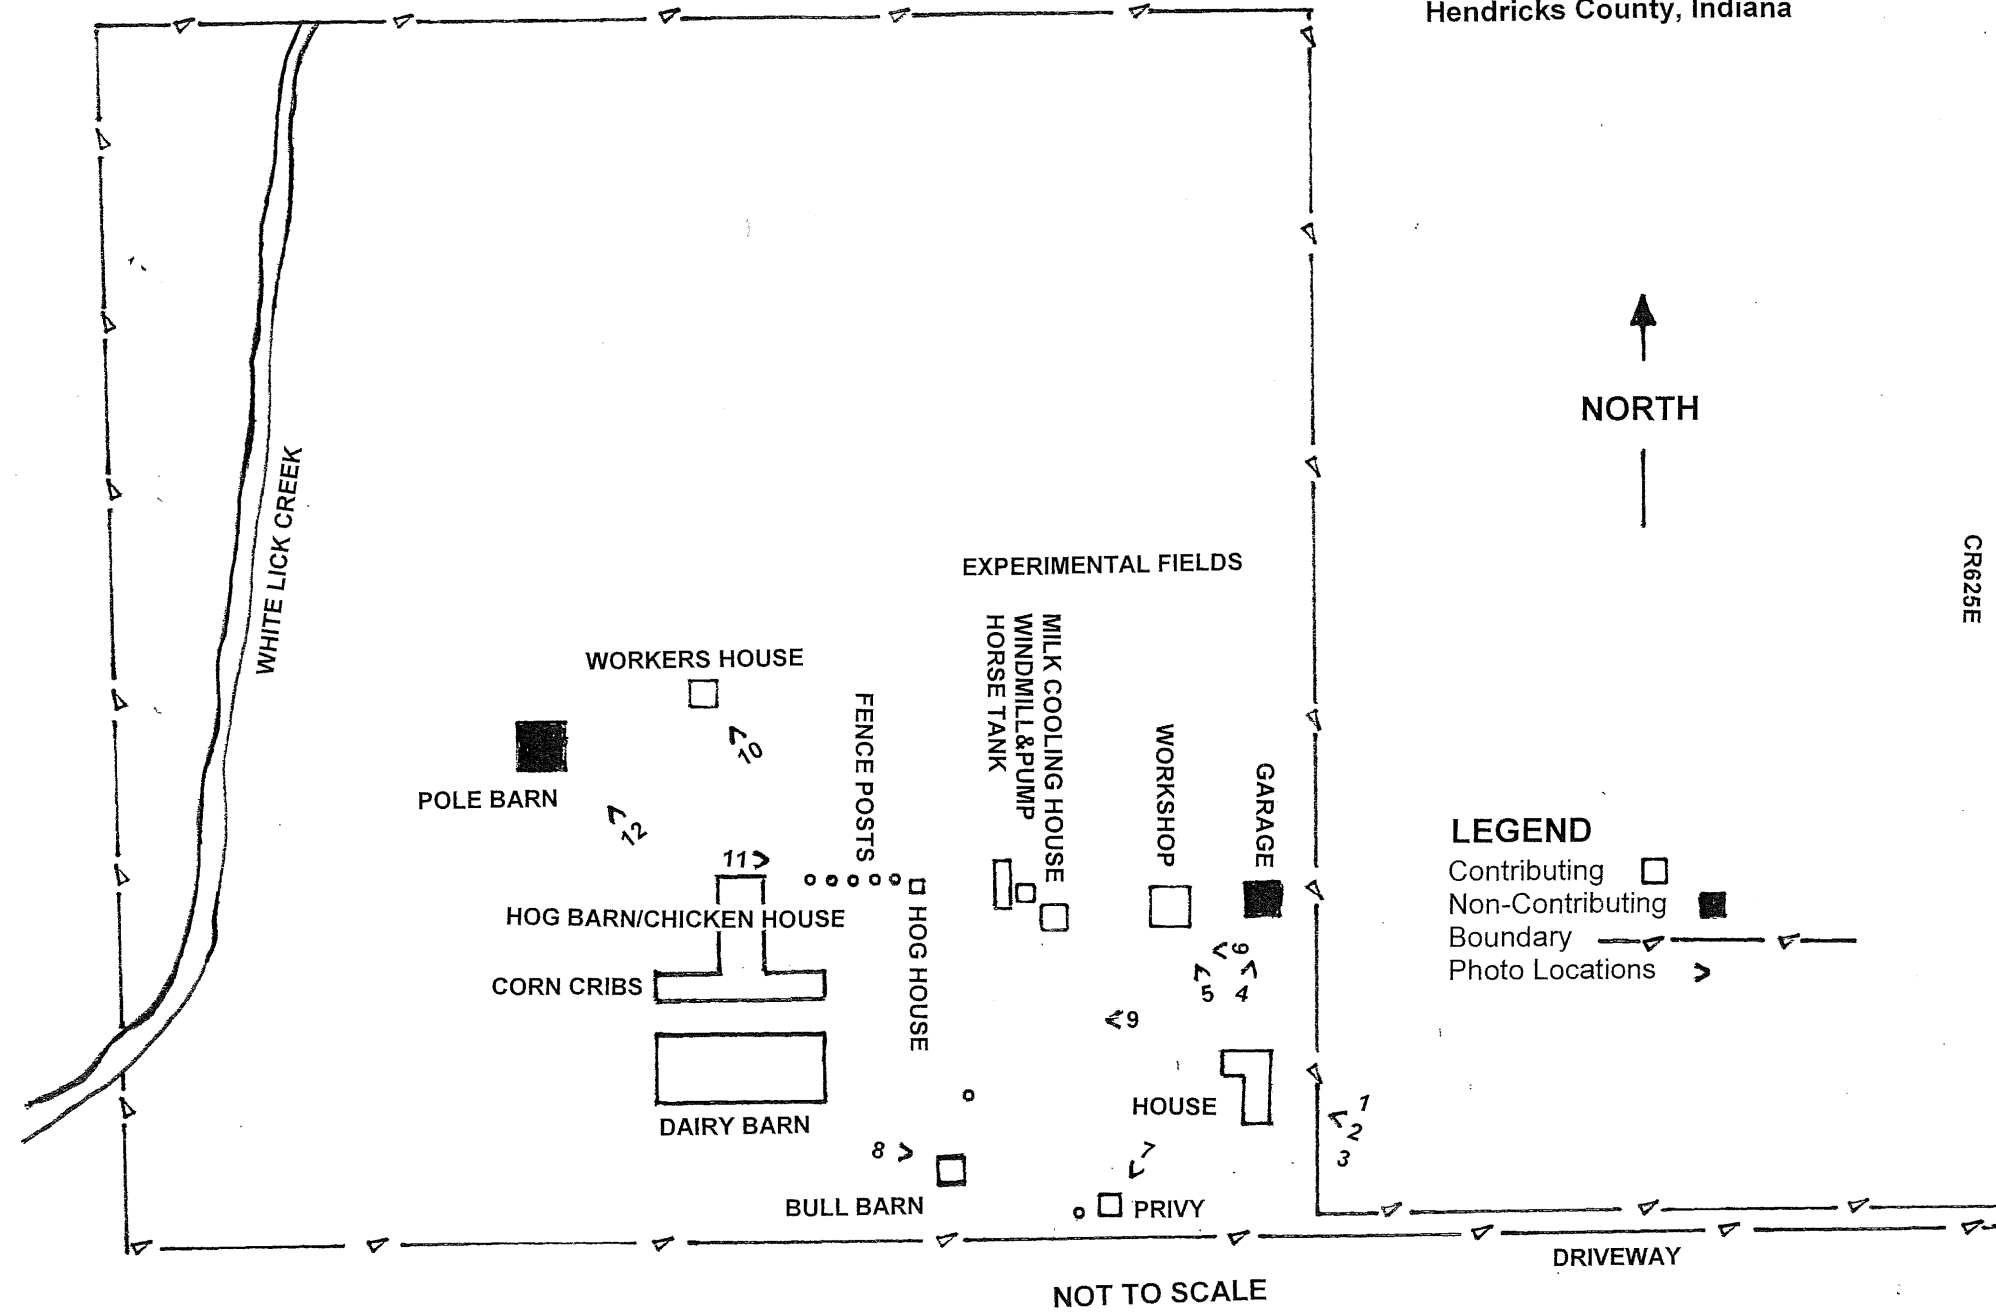 Hendricks County, Indiana
NORTH
WHITE LICK CREEK
CR625E
EXPERIMENTAL FIELDS
MILK COOLING HOUSE
WINDMILL&PUMP
HORSE TANK
WORKERS HOUSE
FENCE POSTS
WORKSHOP
GARAGE
10
POLE BARN
12
11
HOG BARN/CHICKEN HOUSE
HOG HOUSE
CORN CRIBS
LEGEND
Contributing
Non-Contributing
Boundary
Photo Locations
6
5
4
9
HOUSE
1
2
3
DAIRY BARN
7
8
BULL BARN
PRIVY
DRIVEWAY
NOT TO SCALE